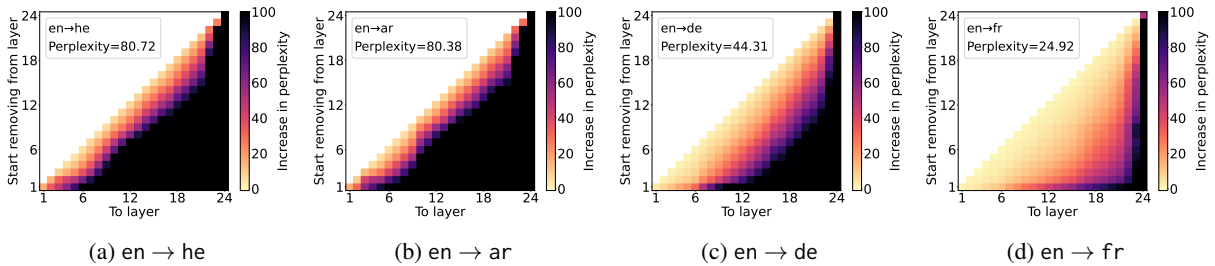 Start removing from layer
24
18
12
6
1
en→he
Perplexity=80.72
1 6 12 18 24
To layer
100
80
60
40
20
0
Increase in perplexity
(a) en → he
Start removing from layer
24
18
12
6
1
en→ar
Perplexity=80.38
1 6 12 18 24
To layer
100
80
60
40
20
0
Increase in perplexity
(b) en → ar
Start removing from layer
24
18
12
6
1
en→de
Perplexity=44.31
1 6 12 18 24
To layer
100
80
60
40
20
0
Increase in perplexity
(c) en → de
Start removing from layer
24
18
12
6
1
en→fr
Perplexity=24.92
1 6 12 18 24
To layer
100
80
60
40
20
0
Increase in perplexity
(d) en → fr